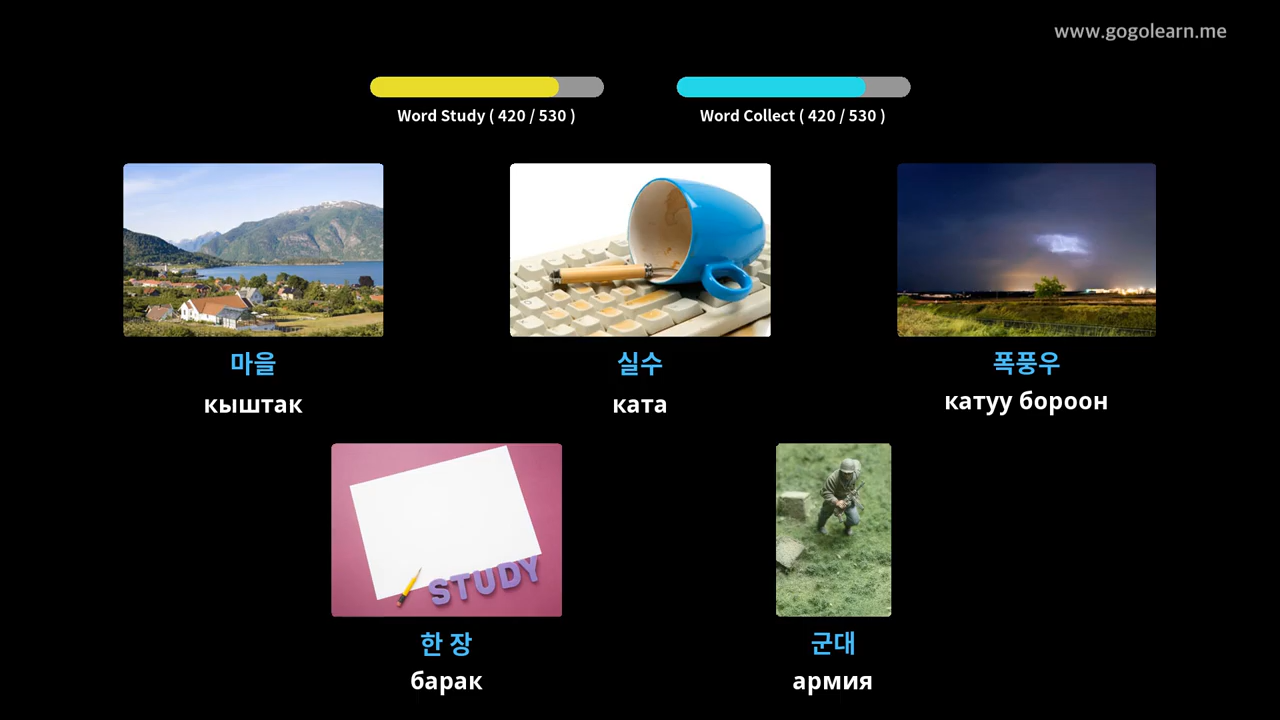 www.gogolearn.me
Word Study ( 420 / 530 )
Word Collect ( 420 / 530 )
마을
кыштак
실수
ката
폭풍우
катуу бороон
STUDY
한 장
барак
군대
армия